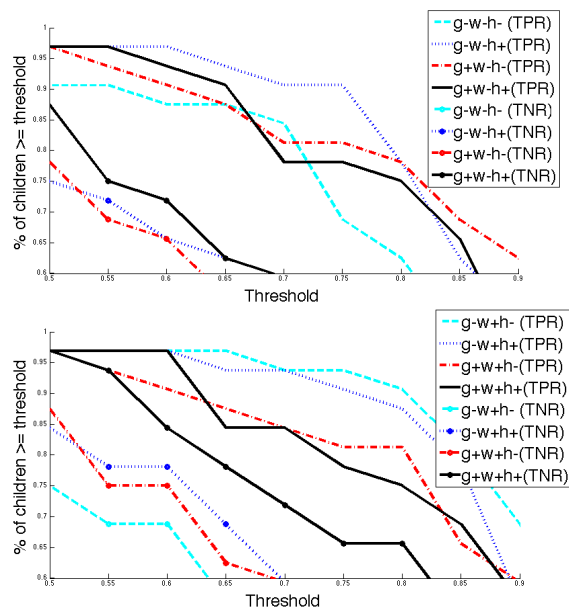 1
0.95
0.9
0.85
0.8
0.75
0.7
0.65
0.6
0.5
0.55
0.6
0.65
0.7
0.75
0.8
0.85
0.9
% of children >= threshold
Threshold
g-w-h- (TPR)
g-w-h+(TPR)
g+w-h-(TPR)
g+w-h+(TPR)
g-w-h- (TNR)
g-w-h+(TNR)
g+w-h-(TNR)
g+w-h+(TNR)
1
0.95
0.9
0.85
0.8
0.75
0.7
0.65
0.6
0.5
0.55
0.6
0.65
0.7
0.75
0.8
0.85
0.9
% of children >= threshold
Threshold
g-w+h- (TPR)
g-w+h+(TPR)
g+w+h-(TPR)
g+w+h+(TPR)
g-w+h- (TNR)
g-w+h+(TNR)
g+w+h-(TNR)
g+w+h+(TNR)